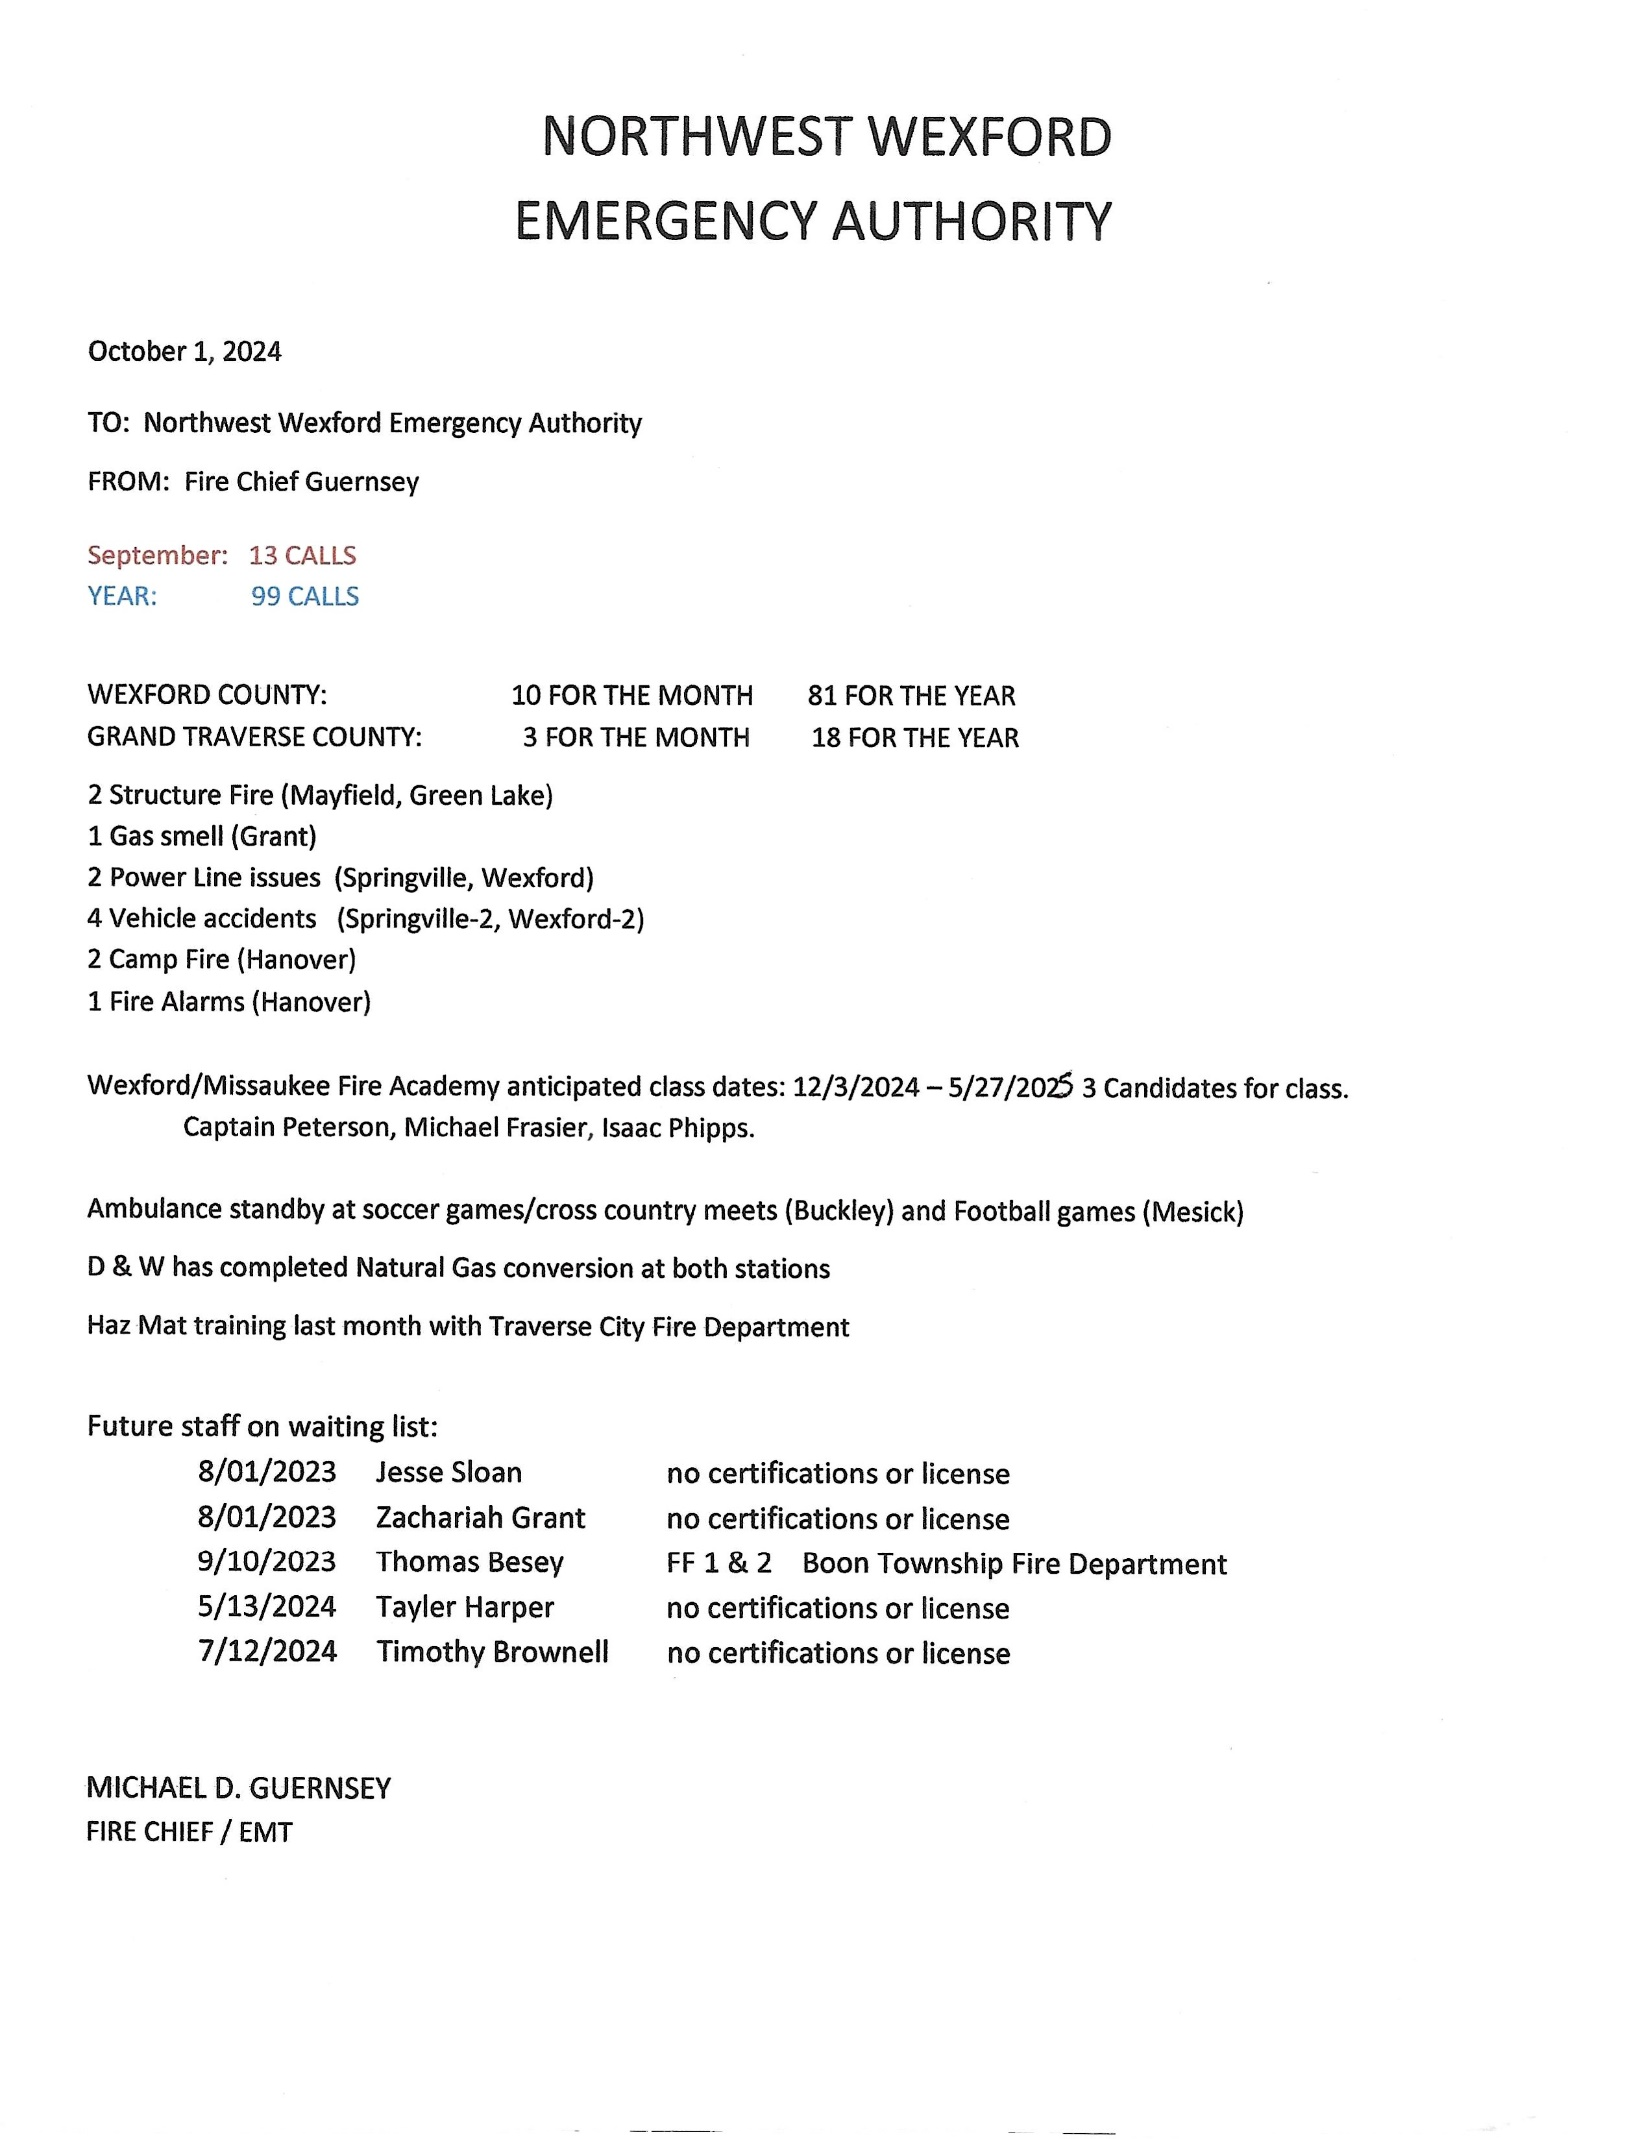 NORTHWEST WEXFORD
EMERGENCY AUTHORITY
October 1, 2024
TO: Northwest Wexford Emergency Authority
FROM: Fire Chief Guernsey
September: 13 CALLS
YEAR: 99 CALLS
WEXFORD COUNTY: 10 FOR THE MONTH 81 FOR THE YEAR
GRAND TRAVERSE COUNTY: 3 FOR THE MONTH 18 FOR THE YEAR
2 Structure Fire (Mayfield, Green Lake)
1 Gas smell (Grant)
2 Power Line issues (Springville, Wexford)
4 Vehicle accidents (Springville-2, Wexford-2)
2 Camp Fire (Hanover)
1 Fire Alarms (Hanover)
Wexford/Missaukee Fire Academy anticipated class dates: 12/3/2024 – 5/27/2025 3 Candidates for class.
Captain Peterson, Michael Frasier, Isaac Phipps.
Ambulance standby at soccer games/cross country meets (Buckley) and Football games (Mesick)
D & W has completed Natural Gas conversion at both stations
Haz Mat training last month with Traverse City Fire Department
Future staff on waiting list:
8/01/2023 Jesse Sloan no certifications or license
8/01/2023 Zachariah Grant no certifications or license
9/10/2023 Thomas Besey FF 1 & 2 Boon Township Fire Department
5/13/2024 Tayler Harper no certifications or license
7/12/2024 Timothy Brownell no certifications or license
MICHAEL D. GUERNSEY
FIRE CHIEF / EMT